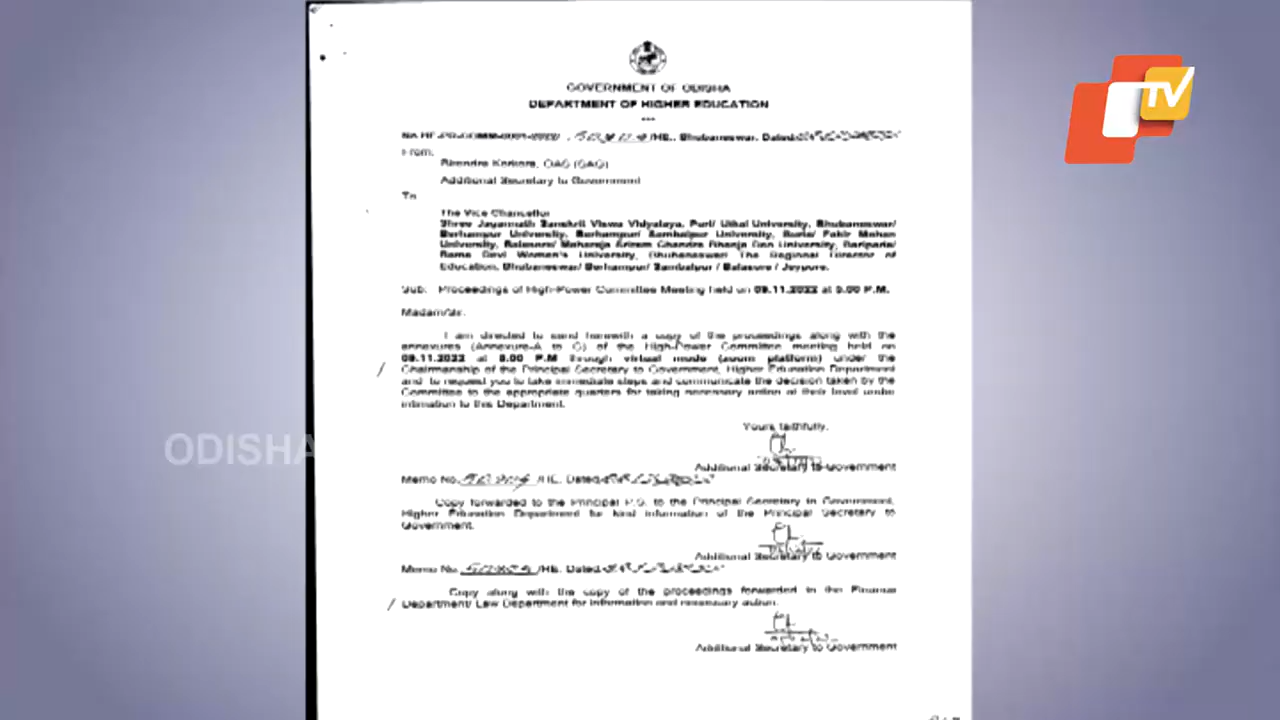 TV
GOVERNMENT OF ODISHA
DEPARTMENT OF HIGHER EDUCATION
/HE., Bhubaneswar, Dated
From,
OAS (SAG)
Additional Secretary to Government
To
The Vice Chancellor
Shree Jagannath Sanskrit Viswa Vidyalaya, Puri/ Utkal University, Bhubaneswar/
Berhampur University, Berhampur/ Sambalpur University, Burla/ Fakir Mohan
University, Balasore/ Maharaja Sriram Chandra Bhanja Deo University, Baripada/
Rama Devi Women's University, Bhubaneswar/ The Regional Director of
Education, Bhubaneswar/ Berhampur/ Sambalpur / Balasore / Jeypore.
Sub: Proceedings of High-Power Committee Meeting held on 09.11.2022 at P.M.
Madam/Sir,
I am directed to send herewith a copy of the proceedings along with the
annexures (Annexure-A to of the High-Power Committee meeting held on
09.11.2022 at P.M through virtual mode (zoom platform) under the
Chairmanship of the Principal Secretary to Government, Higher Education Department
and to request you to take immediate steps and communicate the decision taken by the
Committee to the appropriate quarters for taking necessary action at their level under
intimation to this Department.
Yours faithfully,
Additional Secretary to Government
Memo No. /HE, Dated
Copy forwarded to the Principal P.S. to the Principal Secretary to Government,
Higher Education Department for kind information of the Principal Secretary to
Government.
Additional Secretary to Government
Memo No. /HE, Dated
Copy along with the copy of the proceedings forwarded to the Finance
Department/ Law Department for information and necessary action.
Additional Secretary to Government
ODISHA